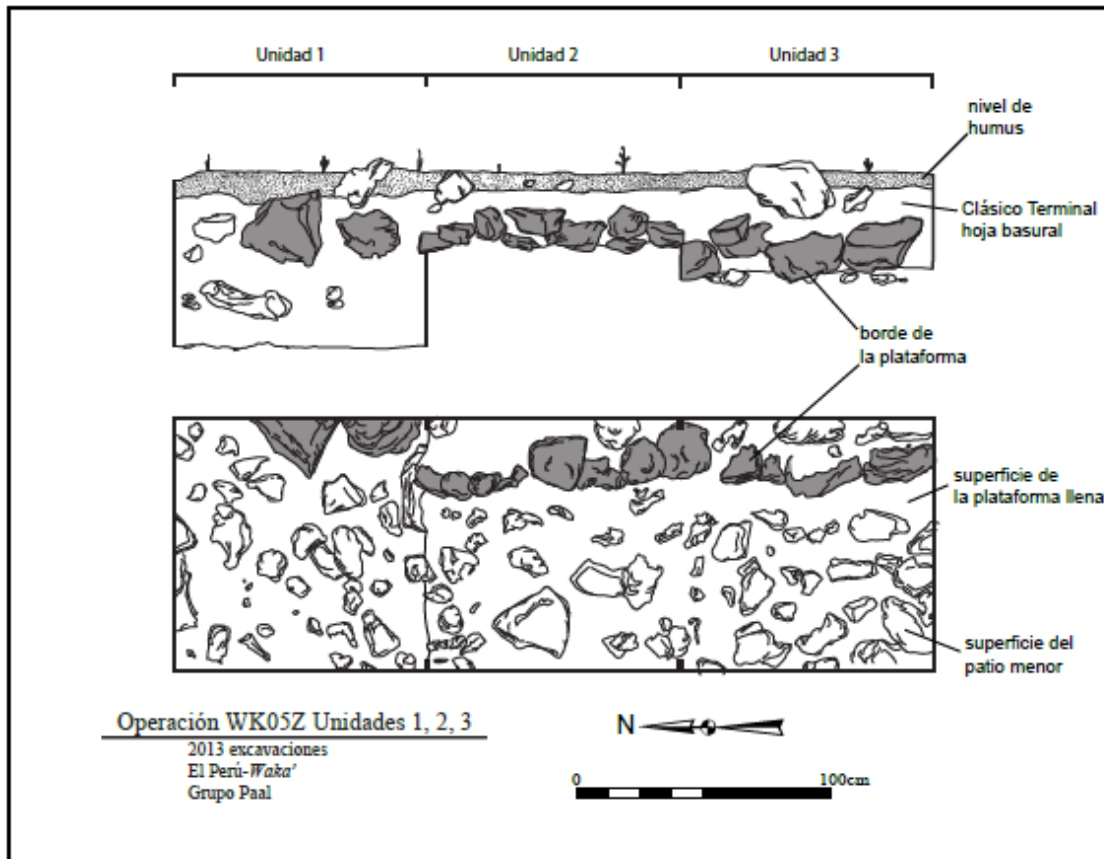 Unidad 1
Unidad 2
Unidad 3
nivel de
humus
Clásico Terminal
hoja basural
borde de
la plataforma
superficie de
la plataforma llena
superficie del
patio menor
Operación WK05Z Unidades 1, 2, 3
2013 excavaciones
El Perú-Waka'
Grupo Paal
N
0
100cm